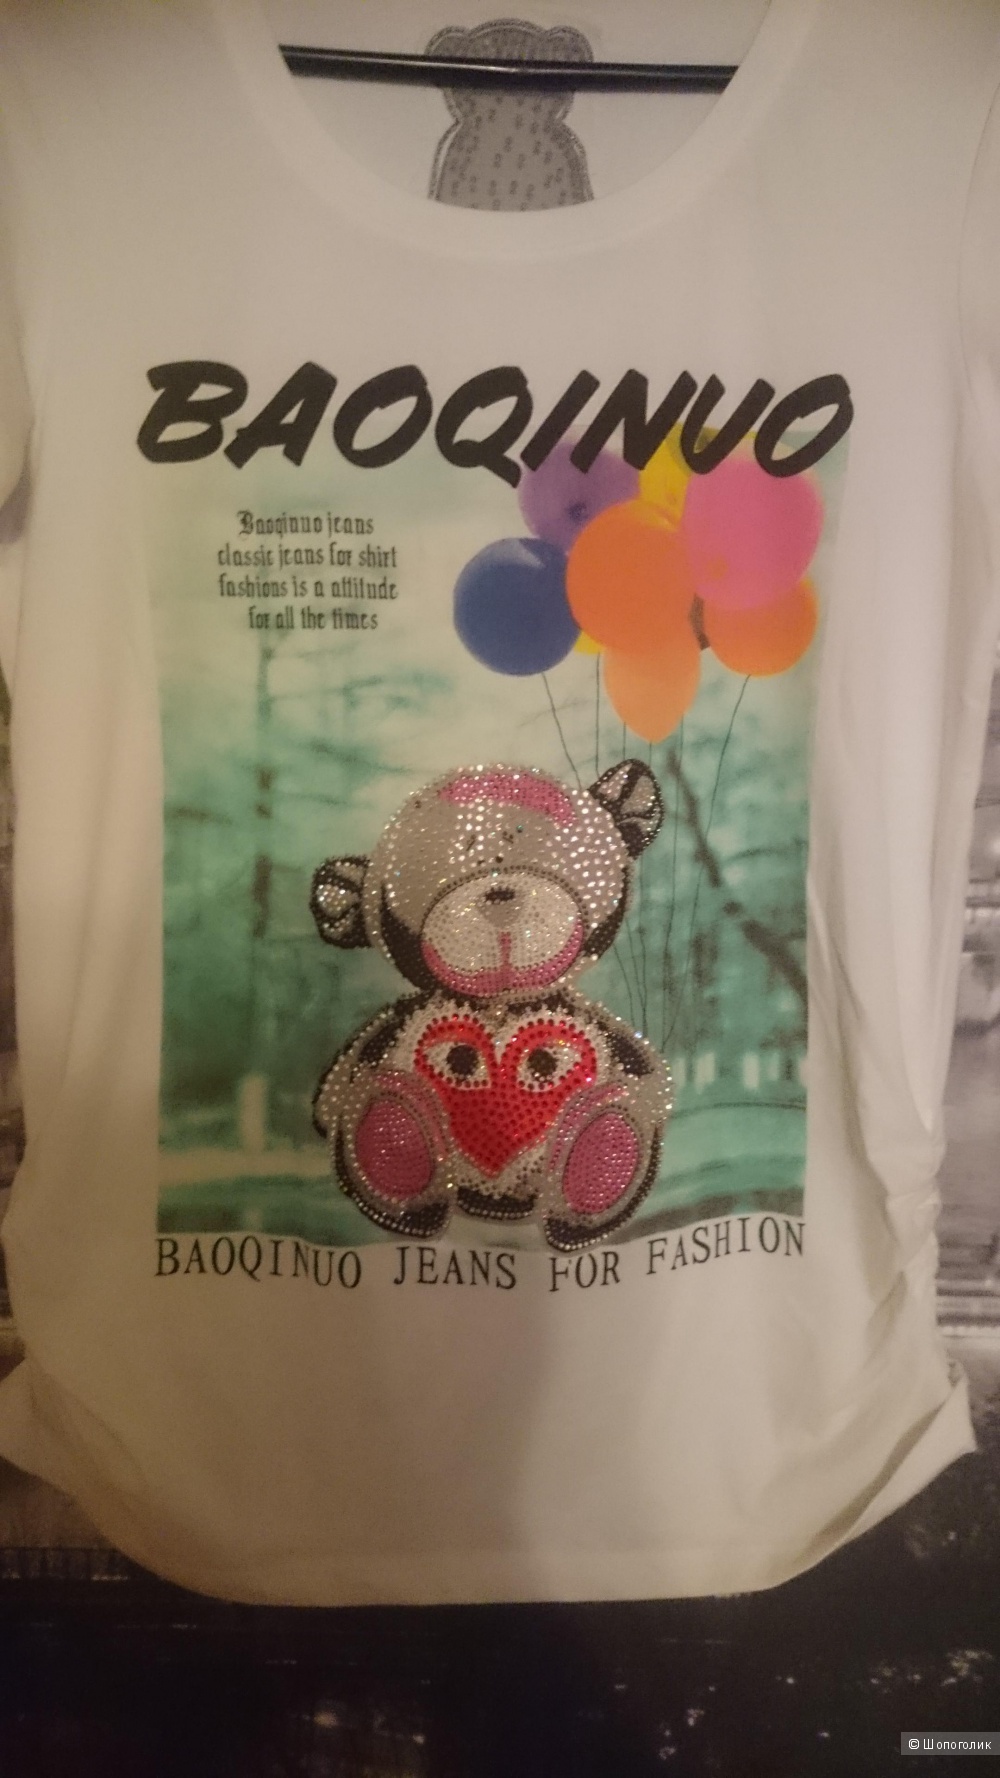 BAOQINUO
Baoqinuo jeans
classic jeans for shirt
fashions is a attitude
for all the times
BAOQINUO JEANS FOR FASHION
© Шопоголик